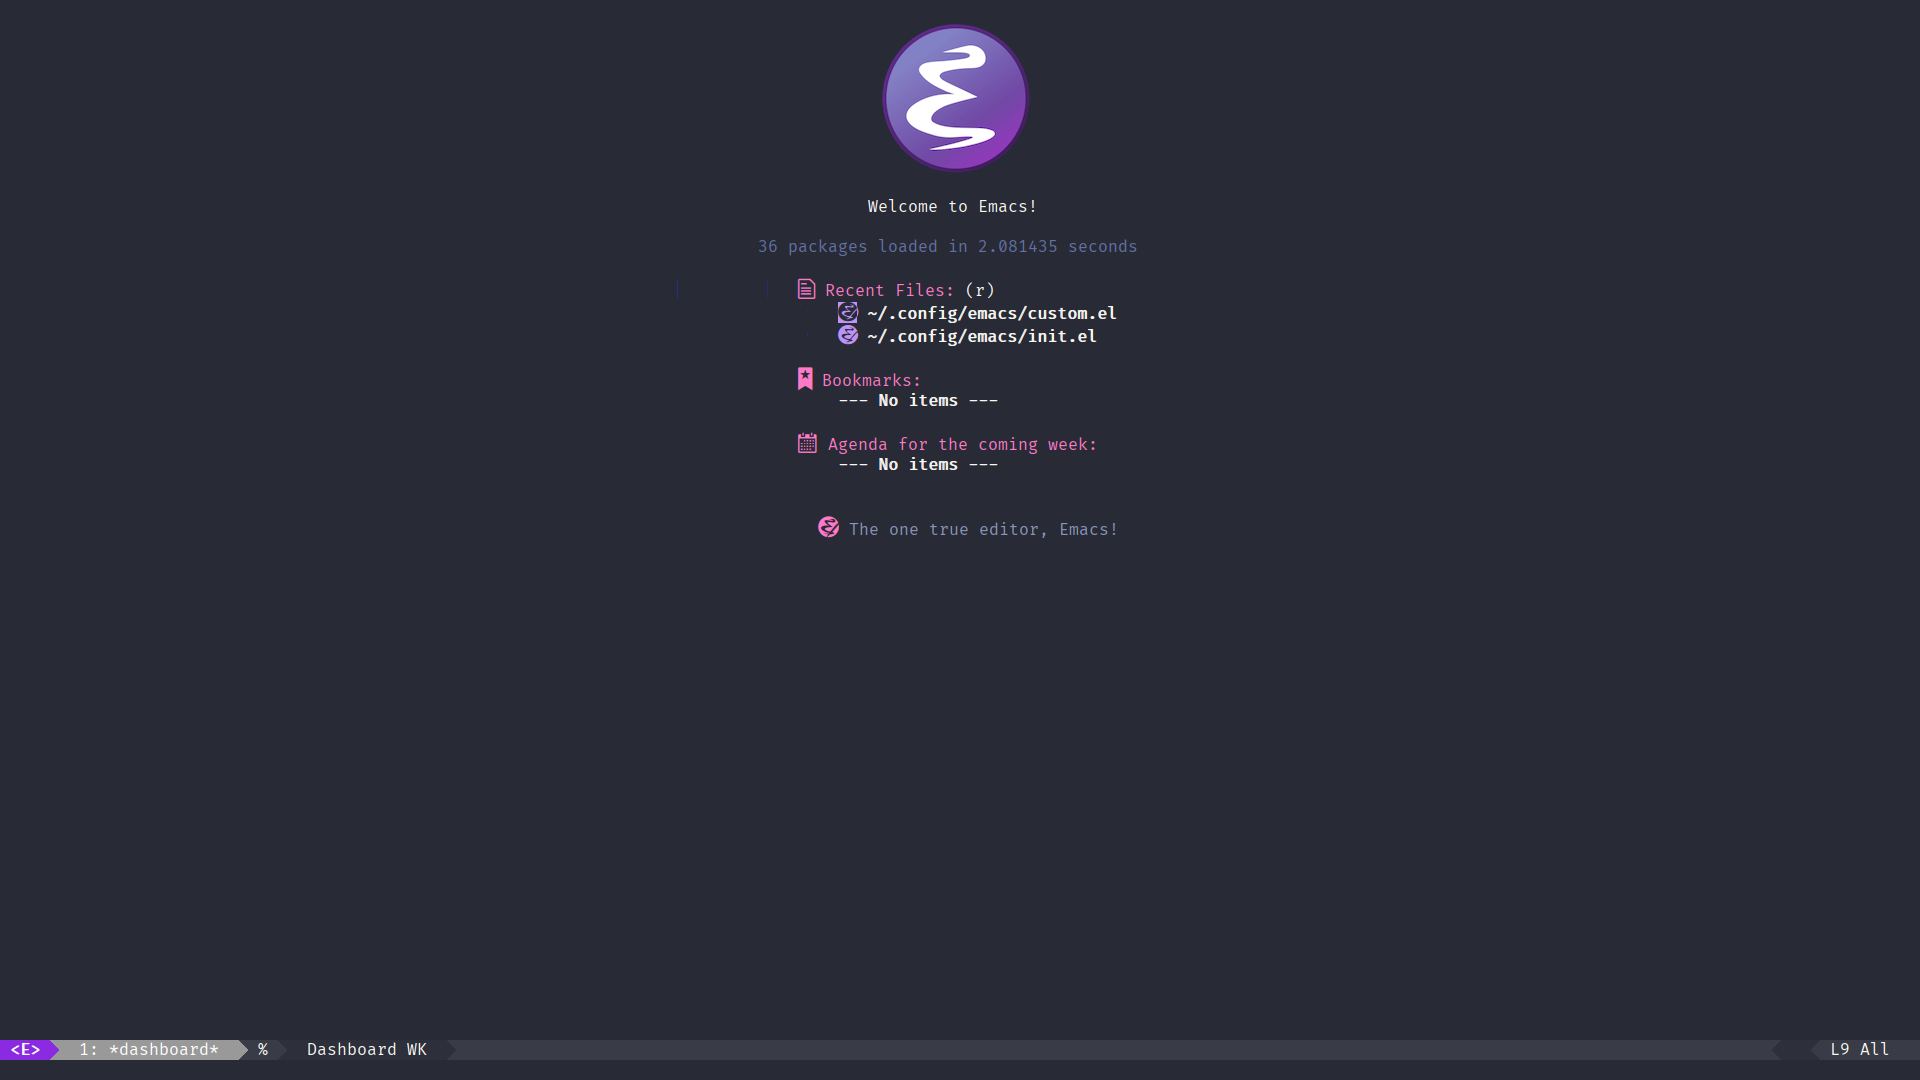 Welcome to Emacs!
36 packages loaded in 2.081435 seconds
Recent Files: (r)
~/.config/emacs/custom.el
~/.config/emacs/init.el
Bookmarks:
--- No items ---
Agenda for the coming week:
--- No items ---
The one true editor, Emacs!
<E> 1: *dashboard* % Dashboard WK L9 All